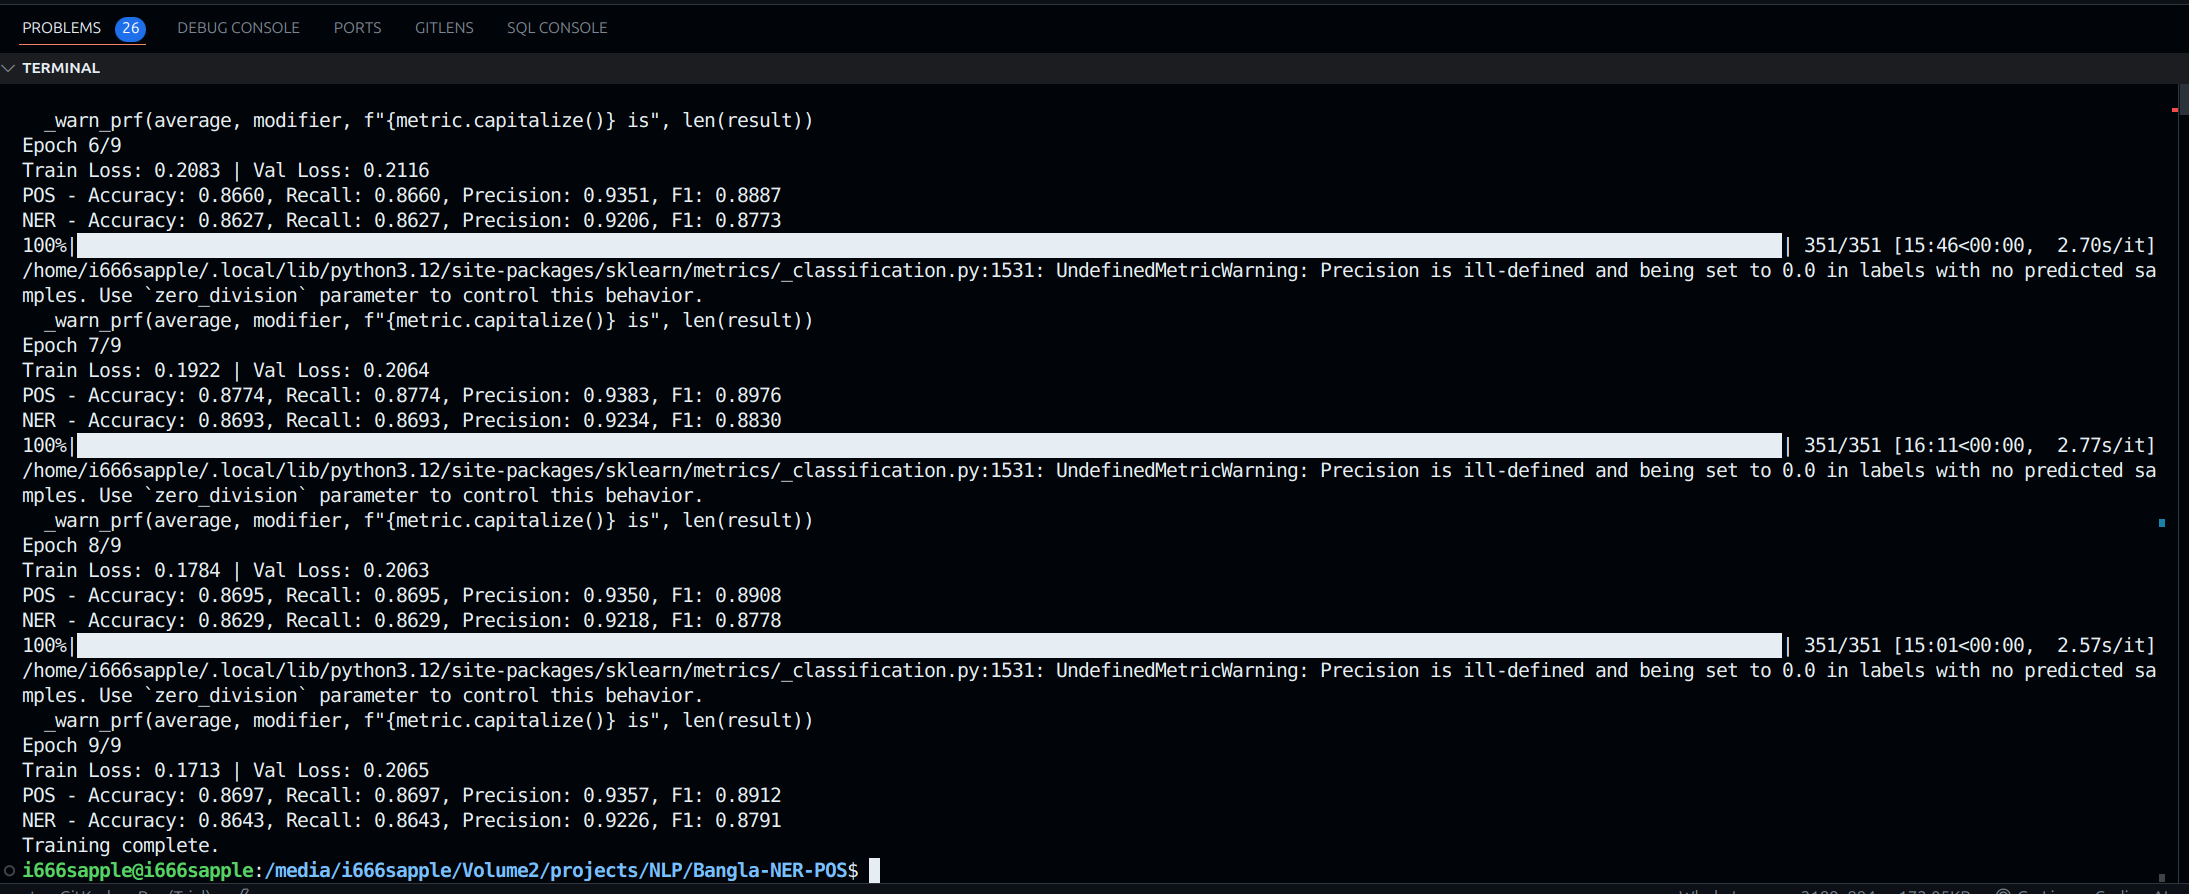 PROBLEMS 26 DEBUG CONSOLE PORTS GITLENS SQL CONSOLE
TERMINAL
_warn_prf(average, modifier, f"{metric.capitalize()} is", len(result))
Epoch 6/9
Train Loss: 0.2083 | Val Loss: 0.2116
POS - Accuracy: 0.8660, Recall: 0.8660, Precision: 0.9351, F1: 0.8887
NER - Accuracy: 0.8627, Recall: 0.8627, Precision: 0.9206, F1: 0.8773
100%| | 351/351 [15:46<00:00, 2.70s/it]
/home/i666sapple/.local/lib/python3.12/site-packages/sklearn/metrics/_classification.py:1531: UndefinedMetricWarning: Precision is ill-defined and being set to 0.0 in labels with no predicted sa
mples. Use `zero_division` parameter to control this behavior.
_warn_prf(average, modifier, f"{metric.capitalize()} is", len(result))
Epoch 7/9
Train Loss: 0.1922 | Val Loss: 0.2064
POS - Accuracy: 0.8774, Recall: 0.8774, Precision: 0.9383, F1: 0.8976
NER - Accuracy: 0.8693, Recall: 0.8693, Precision: 0.9234, F1: 0.8830
100%| | 351/351 [16:11<00:00, 2.77s/it]
/home/i666sapple/.local/lib/python3.12/site-packages/sklearn/metrics/_classification.py:1531: UndefinedMetricWarning: Precision is ill-defined and being set to 0.0 in labels with no predicted sa
mples. Use `zero_division` parameter to control this behavior.
_warn_prf(average, modifier, f"{metric.capitalize()} is", len(result))
Epoch 8/9
Train Loss: 0.1784 | Val Loss: 0.2063
POS - Accuracy: 0.8695, Recall: 0.8695, Precision: 0.9350, F1: 0.8908
NER - Accuracy: 0.8629, Recall: 0.8629, Precision: 0.9218, F1: 0.8778
100%| | 351/351 [15:01<00:00, 2.57s/it]
/home/i666sapple/.local/lib/python3.12/site-packages/sklearn/metrics/_classification.py:1531: UndefinedMetricWarning: Precision is ill-defined and being set to 0.0 in labels with no predicted sa
mples. Use `zero_division` parameter to control this behavior.
_warn_prf(average, modifier, f"{metric.capitalize()} is", len(result))
Epoch 9/9
Train Loss: 0.1713 | Val Loss: 0.2065
POS - Accuracy: 0.8697, Recall: 0.8697, Precision: 0.9357, F1: 0.8912
NER - Accuracy: 0.8643, Recall: 0.8643, Precision: 0.9226, F1: 0.8791
Training complete.
i666sapple@i666sapple:/media/i666sapple/Volume2/projects/NLP/Bangla-NER-POS$